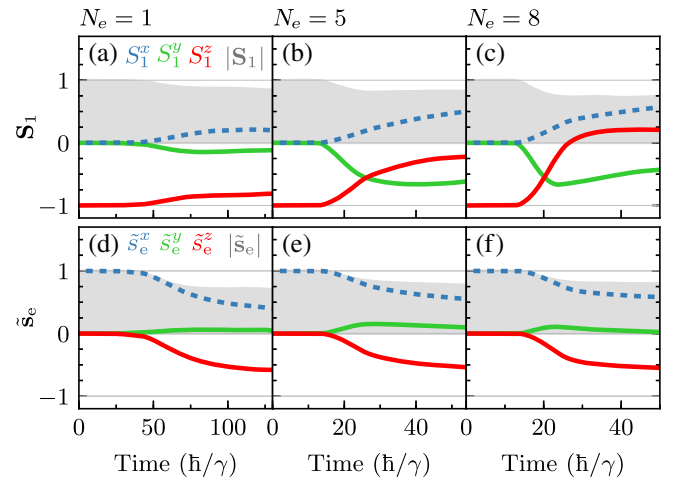 N_e = 1 N_e = 5 N_e = 8
(a) S_1^x S_1^y S_1^z |S_1| (b) (c)
1
0
−1
S_1
(d) s̃_e^x s̃_e^y s̃_e^z |s̃_e| (e) (f)
1
0
−1
s̃_e
0 50 100 0 20 40 0 20 40
Time (ħ/γ) Time (ħ/γ) Time (ħ/γ)